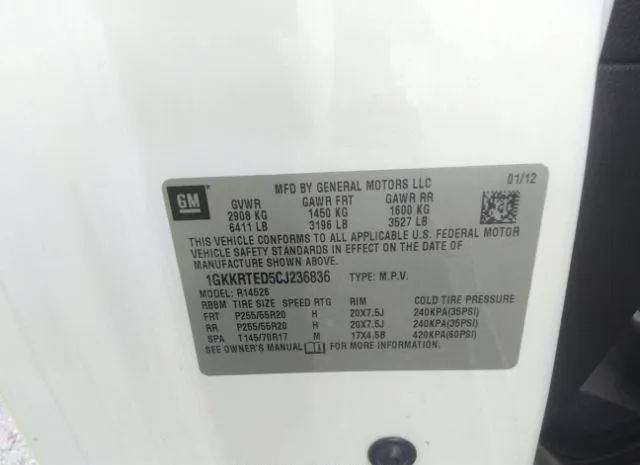 MFD BY GENERAL MOTORS LLC 01/12
GM
GVWR GAWR FRT GAWR RR
2908 KG 1450 KG 1600 KG
6411 LB 3196 LB 3527 LB
THIS VEHICLE CONFORMS TO ALL APPLICABLE U.S. FEDERAL MOTOR
VEHICLE SAFETY STANDARDS IN EFFECT ON THE DATE OF
MANUFACTURE SHOWN ABOVE.
1GKKRTED5CJ236836 TYPE: M.P.V.
MODEL: R14526
RBBM TIRE SIZE SPEED RTG RIM COLD TIRE PRESSURE
FRT P255/55R20 H 20X7.5J 240KPA(35PSI)
RR P255/55R20 H 20X7.5J 240KPA(35PSI)
SPA T145/70R17 M 17X4.5B 420KPA(60PSI)
SEE OWNER'S MANUAL FOR MORE INFORMATION.